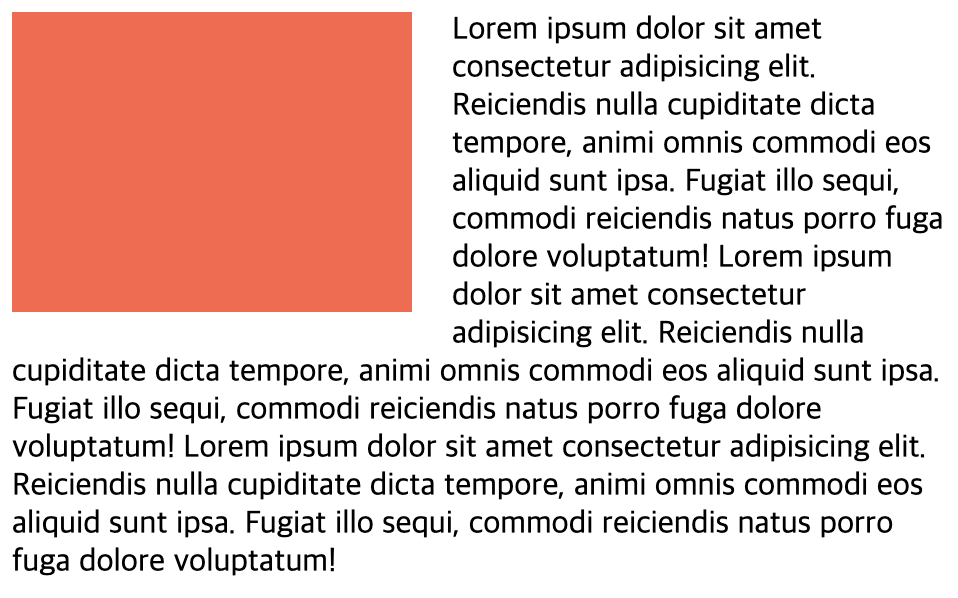 Lorem ipsum dolor sit amet
consectetur adipisicing elit.
Reiciendis nulla cupiditate dicta
tempore, animi omnis commodi eos
aliquid sunt ipsa. Fugiat illo sequi,
commodi reiciendis natus porro fuga
dolore voluptatum! Lorem ipsum
dolor sit amet consectetur
adipisicing elit. Reiciendis nulla
cupiditate dicta tempore, animi omnis commodi eos aliquid sunt ipsa.
Fugiat illo sequi, commodi reiciendis natus porro fuga dolore
voluptatum! Lorem ipsum dolor sit amet consectetur adipisicing elit.
Reiciendis nulla cupiditate dicta tempore, animi omnis commodi eos
aliquid sunt ipsa. Fugiat illo sequi, commodi reiciendis natus porro
fuga dolore voluptatum!